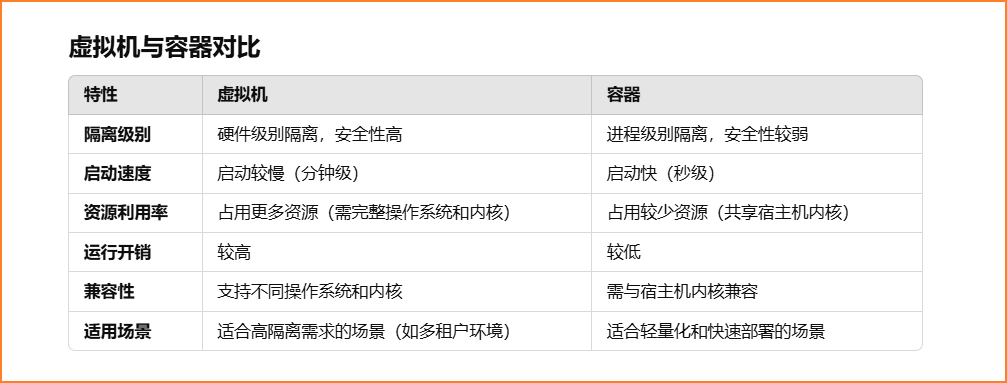 虚拟机与容器对比
特性 虚拟机 容器
隔离级别 硬件级别隔离，安全性高 进程级别隔离，安全性较弱
启动速度 启动较慢（分钟级） 启动快（秒级）
资源利用率 占用更多资源（需完整操作系统和内核） 占用较少资源（共享宿主机内核）
运行开销 较高 较低
兼容性 支持不同操作系统和内核 需与宿主机内核兼容
适用场景 适合高隔离需求的场景（如多租户环境） 适合轻量化和快速部署的场景